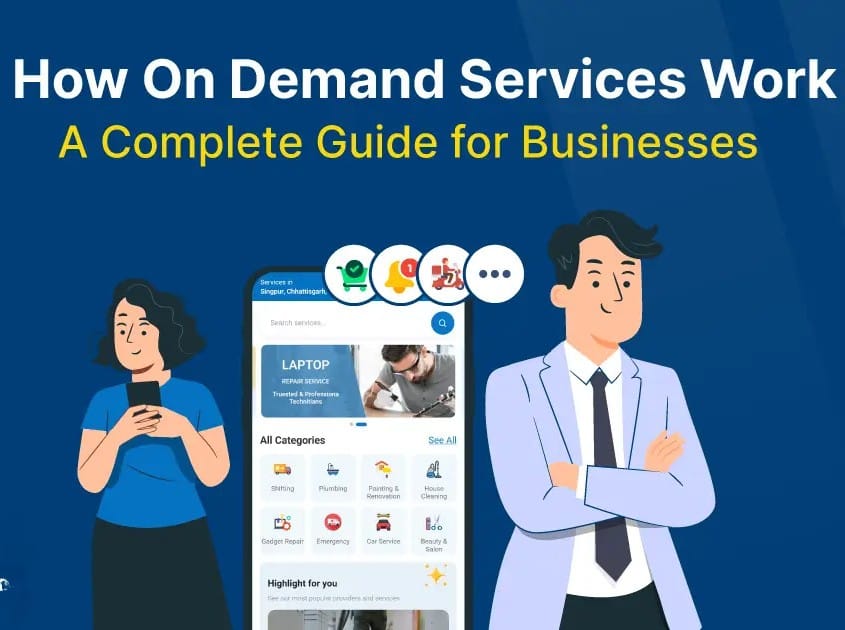 How On Demand Services Work
A Complete Guide for Businesses
1
Services in
Singpur, Chhattisgarh,
Search services...
LAPTOP
REPAIR SERVICE
Truested & Professiona
Technitians
All Categories
See All
Shifting
Plumbing
Painting &
Renovation
House
Cleaning
Gadget Repair
Emergency
Car Service
Beauty &
Salon
Highlight for you
See our most popular providers and services